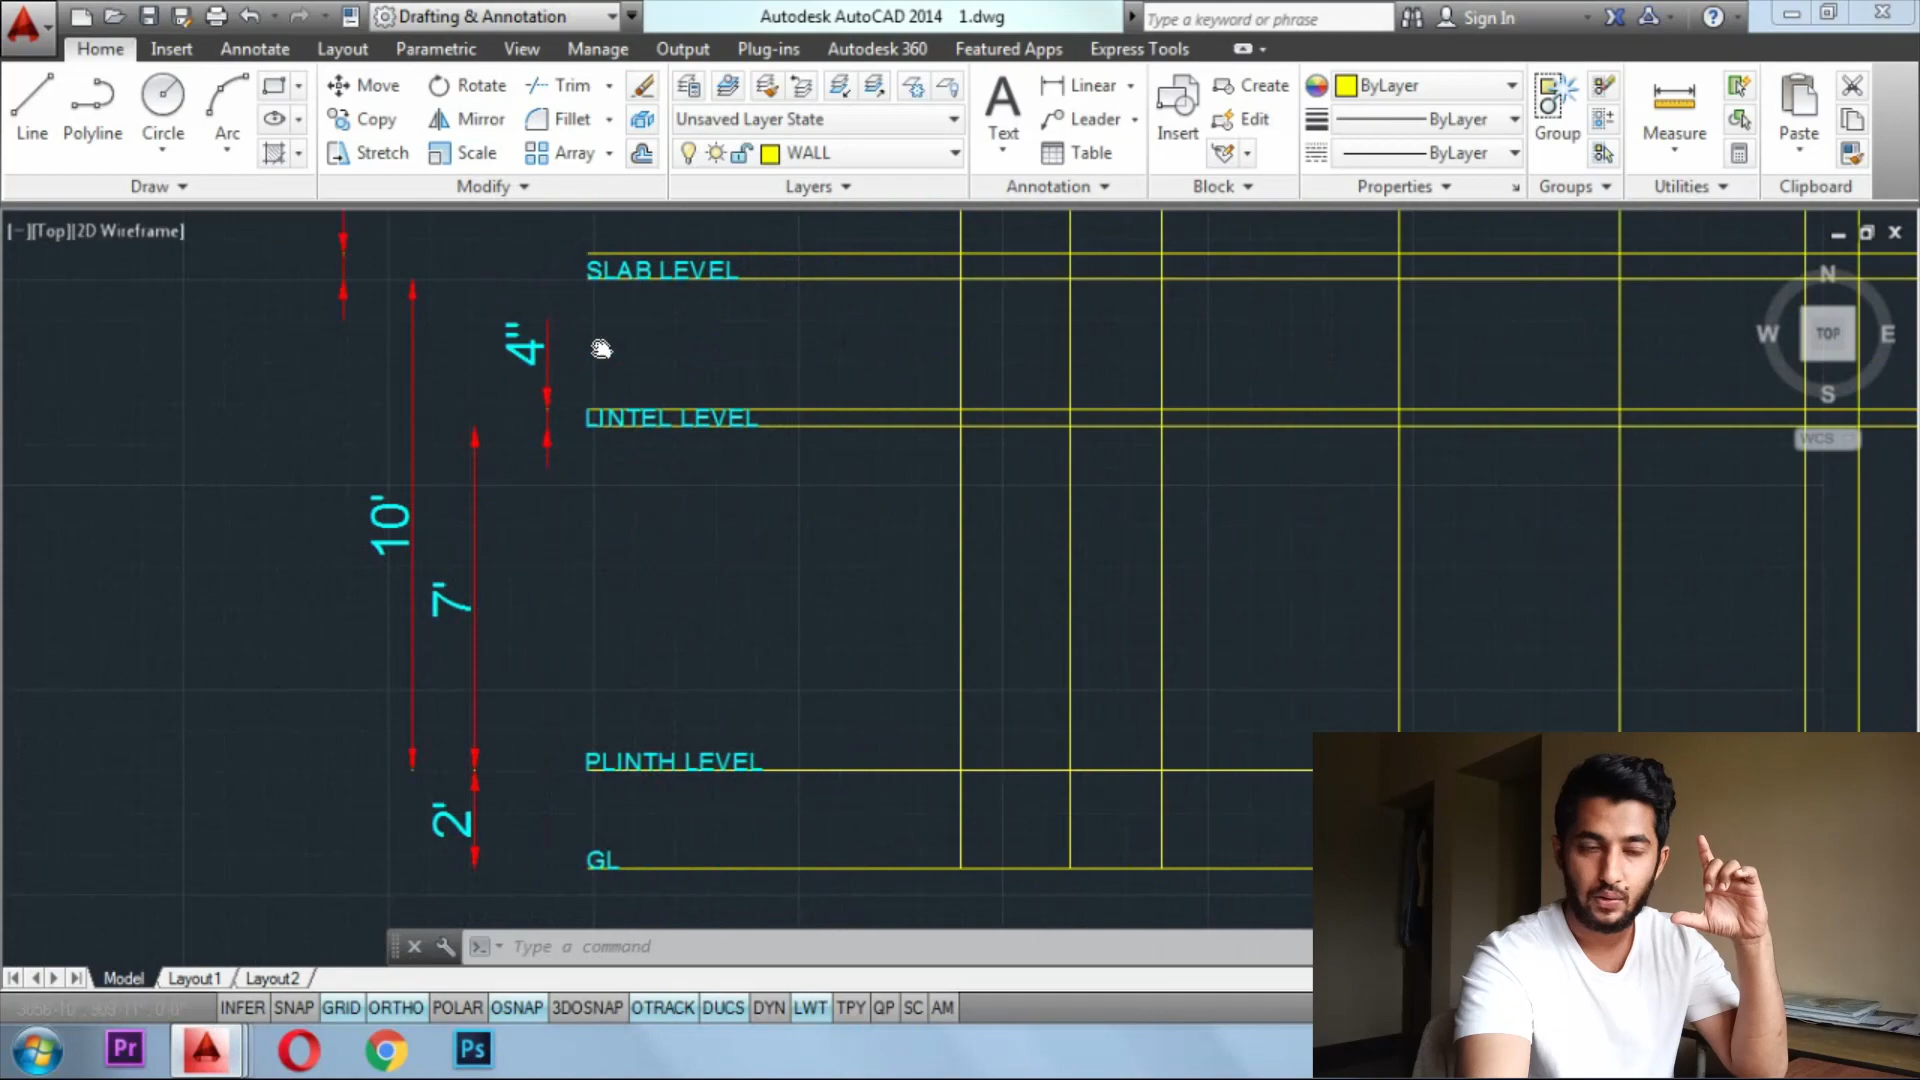 Drafting & Annotation
Autodesk AutoCAD 2014 1.dwg
Type a keyword or phrase
Sign In
Home Insert Annotate Layout Parametric View Manage Output Plug-ins Autodesk 360 Featured Apps Express Tools
Line Polyline Circle Arc
Move Rotate Trim
Copy Mirror Fillet
Stretch Scale Array
Unsaved Layer State
WALL
Text
Linear
Leader
Table
Insert
Create
Edit
ByLayer
ByLayer
ByLayer
Group
Measure
Paste
Draw Modify Layers Annotation Block Properties Groups Utilities Clipboard
[−][Top][2D Wireframe]
N
W TOP E
S
WCS
SLAB LEVEL
4"
LINTEL LEVEL
10'
7'
PLINTH LEVEL
2'
GL
Type a command
Model Layout1 Layout2
INFER SNAP GRID ORTHO POLAR OSNAP 3DOSNAP OTRACK DUCS DYN LWT TPY QP SC AM
Pr
Ps